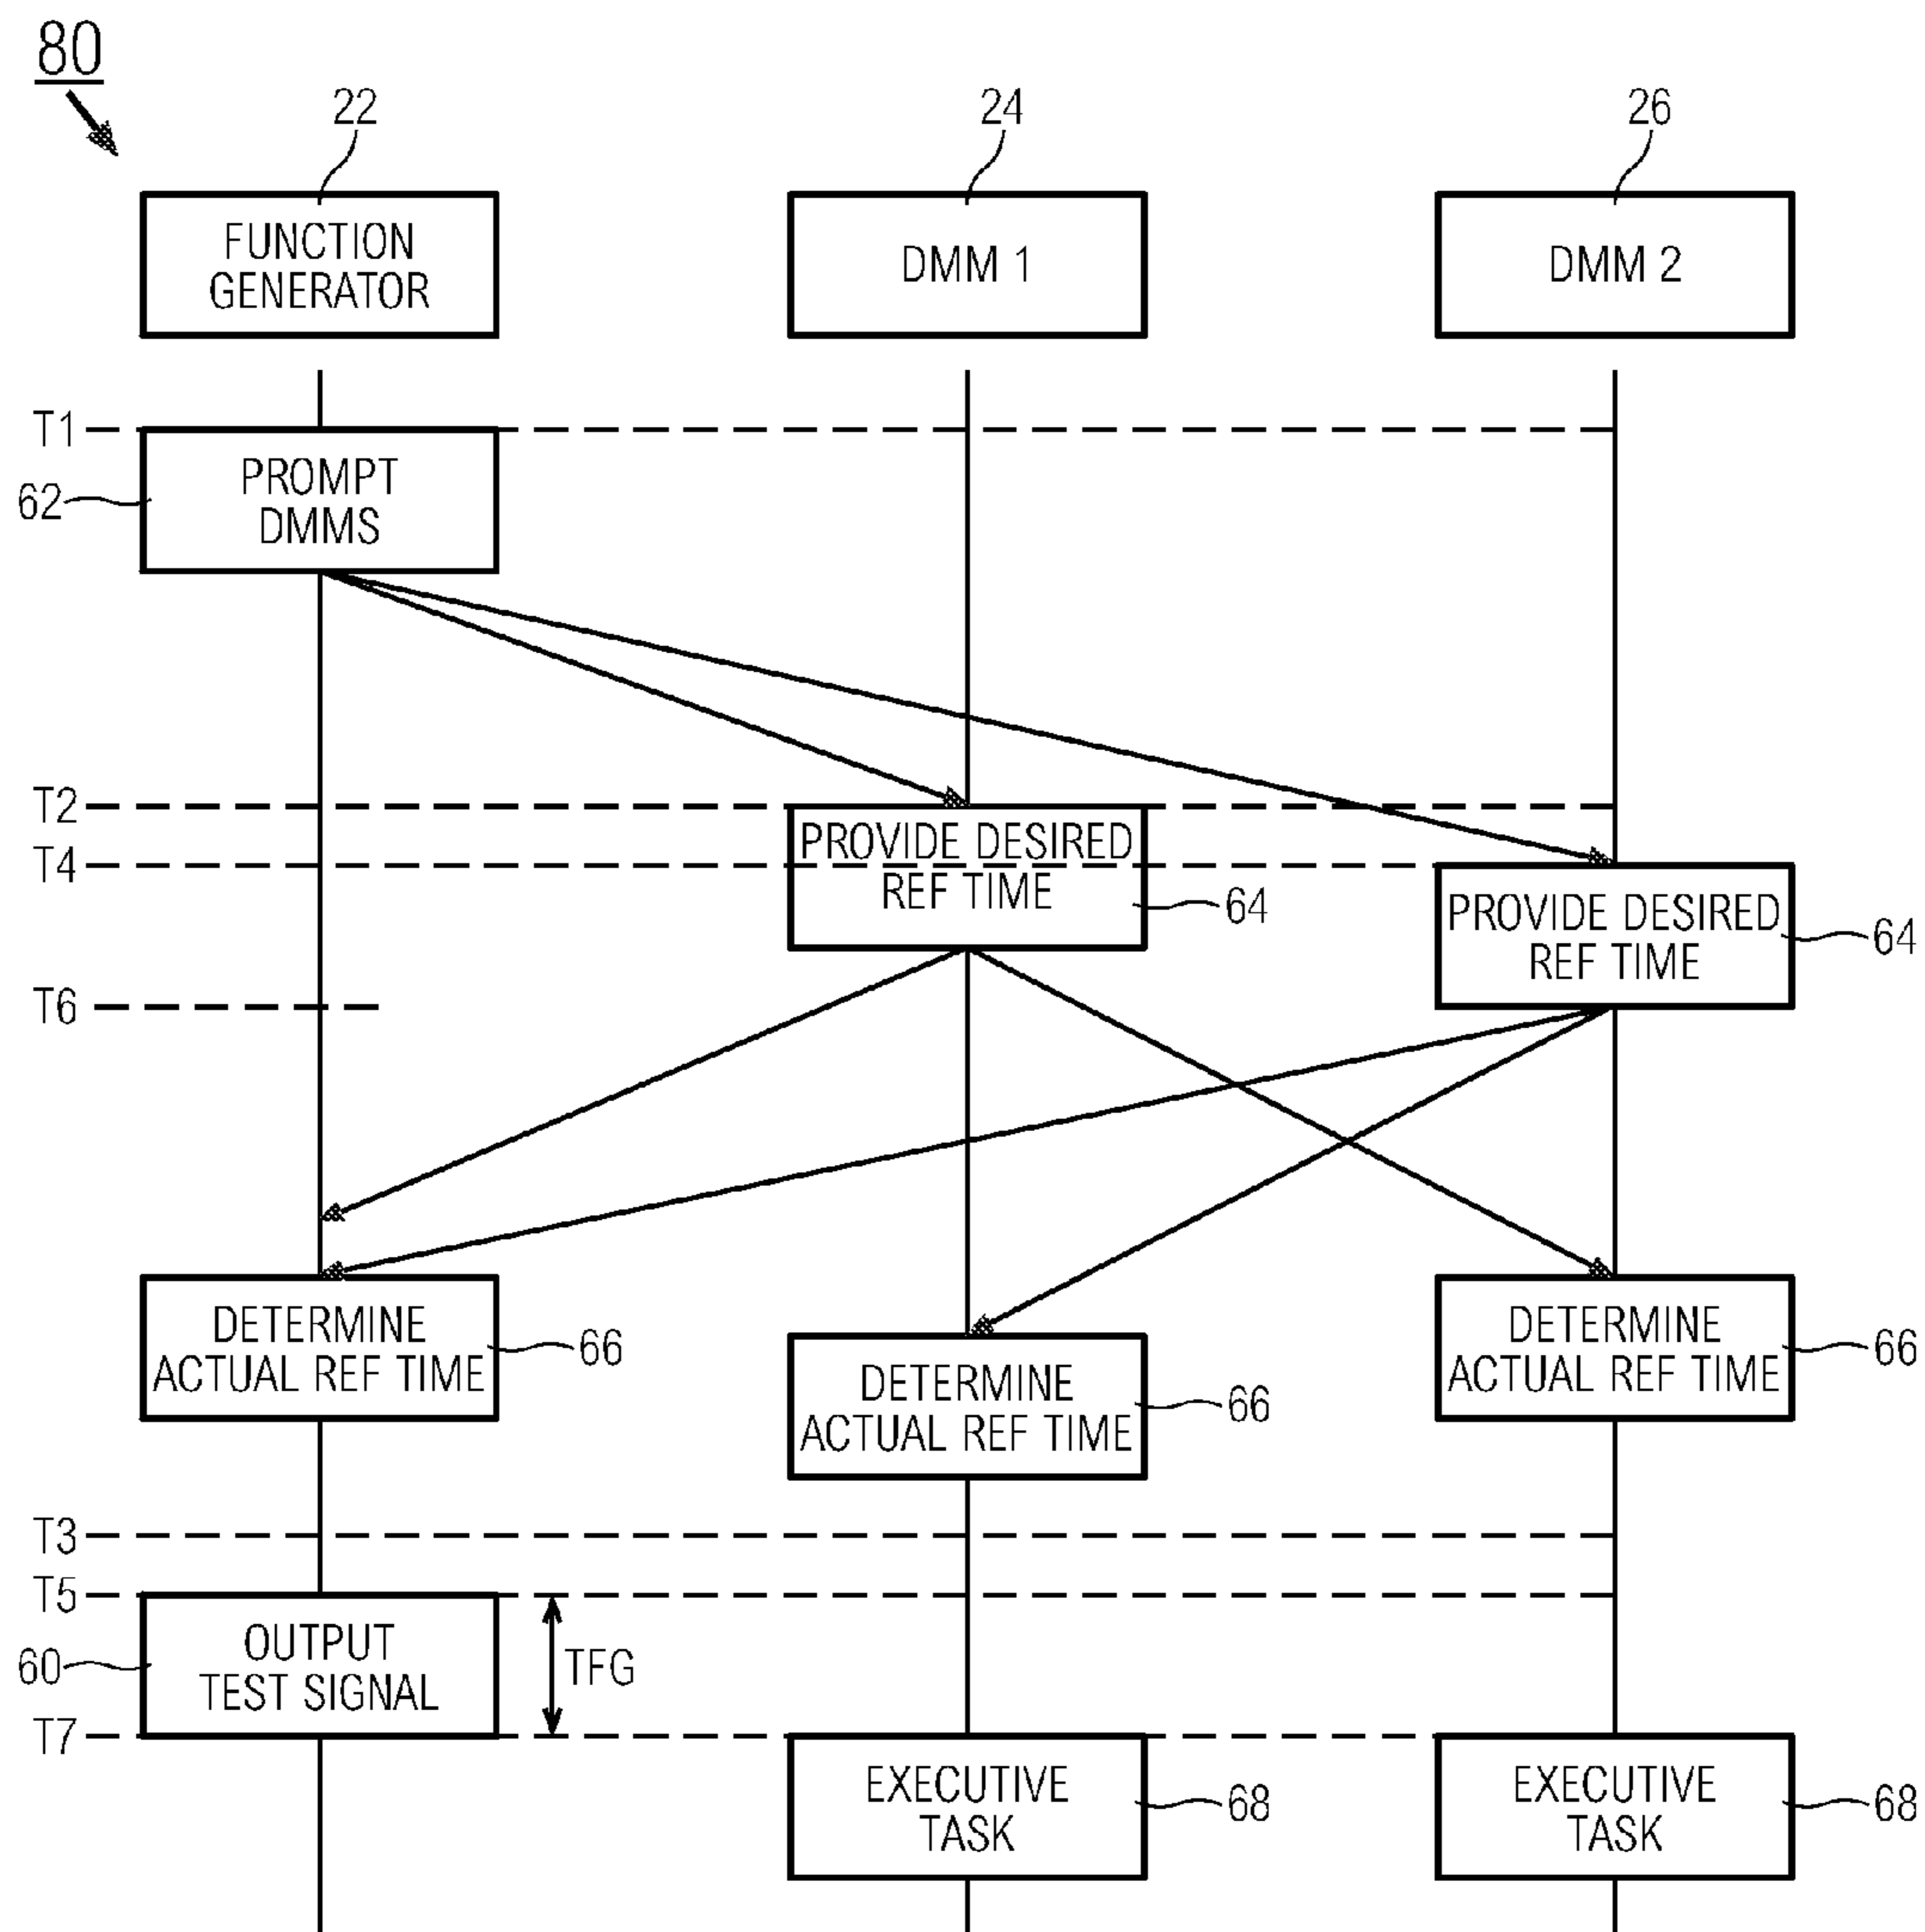 80
22
24
26
FUNCTION
GENERATOR
DMM 1
DMM 2
T1
PROMPT
DMMS
62
T2
PROVIDE DESIRED
REF TIME
64
T4
PROVIDE DESIRED
REF TIME
64
T6
DETERMINE
ACTUAL REF TIME
66
DETERMINE
ACTUAL REF TIME
66
DETERMINE
ACTUAL REF TIME
66
T3
T5
OUTPUT
TEST SIGNAL
60
TFG
T7
EXECUTIVE
TASK
68
EXECUTIVE
TASK
68